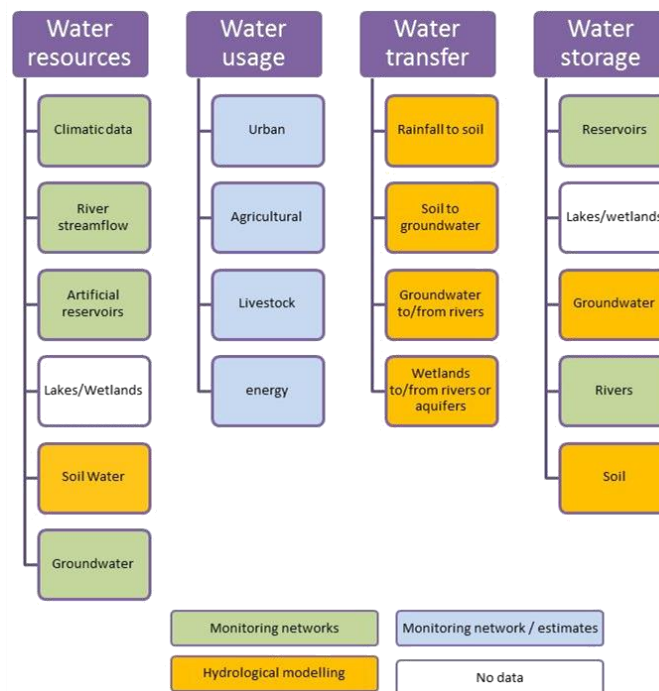 Water
resources
Climatic data
River
streamflow
Artificial
reservoirs
Lakes/Wetlands
Soil Water
Groundwater
Water
usage
Urban
Agricultural
Livestock
energy
Water
transfer
Rainfall to soil
Soil to
groundwater
Groundwater
to/from rivers
Wetlands
to/from rivers or
aquifers
Water
storage
Reservoirs
Lakes/wetlands
Groundwater
Rivers
Soil
Monitoring networks
Monitoring network / estimates
Hydrological modelling
No data